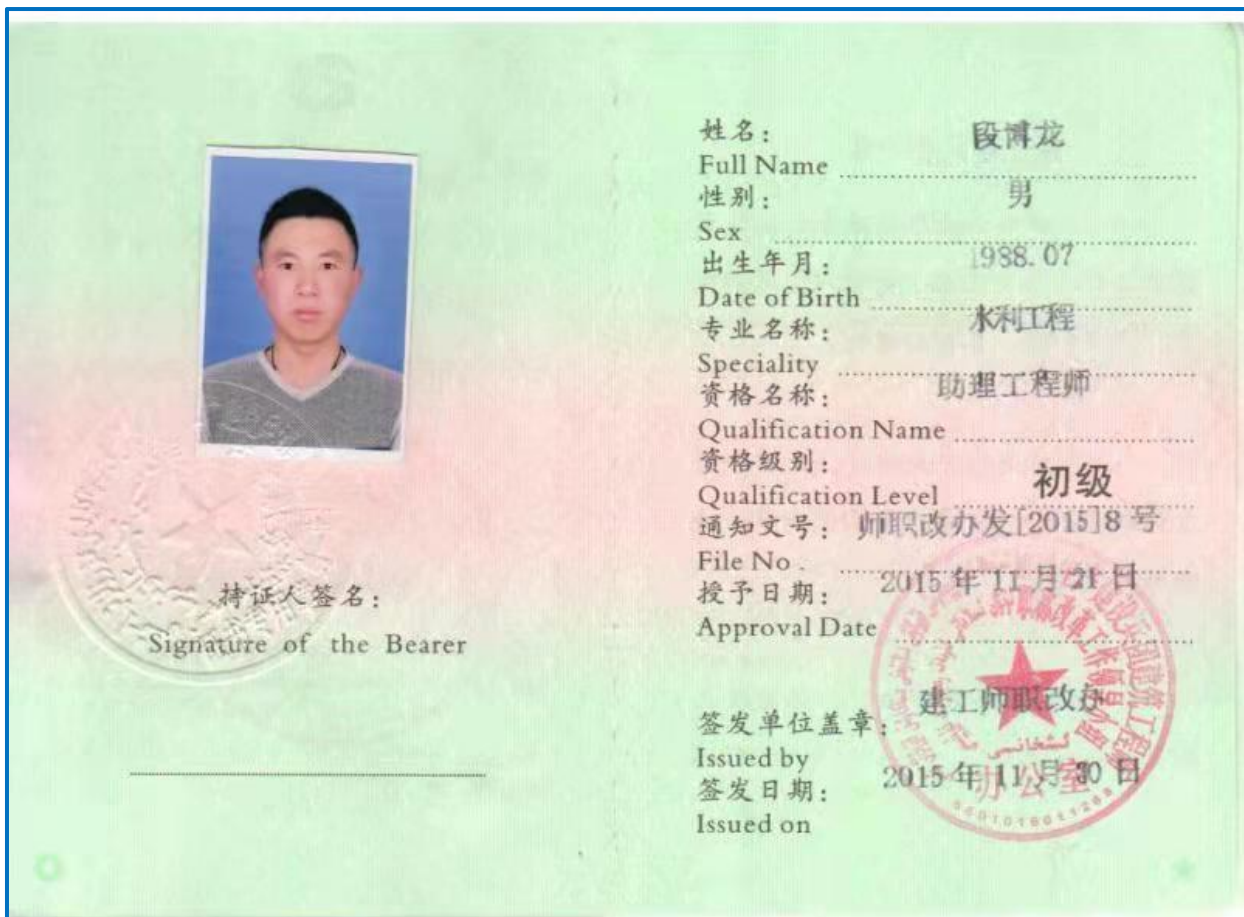 持证人签名：
Signature of the Bearer
姓名： 段博龙
Full Name
性别： 男
Sex
出生年月： 1988.07
Date of Birth
专业名称： 水利工程
Speciality
资格名称： 助理工程师
Qualification Name
资格级别： 初级
Qualification Level
通知文号： 师职改办发[2015]8号
File No.
授予日期： 2015年11月21日
Approval Date
签发单位盖章： 建工师职改办
Issued by
签发日期： 2015年11月30日
Issued on
办公室